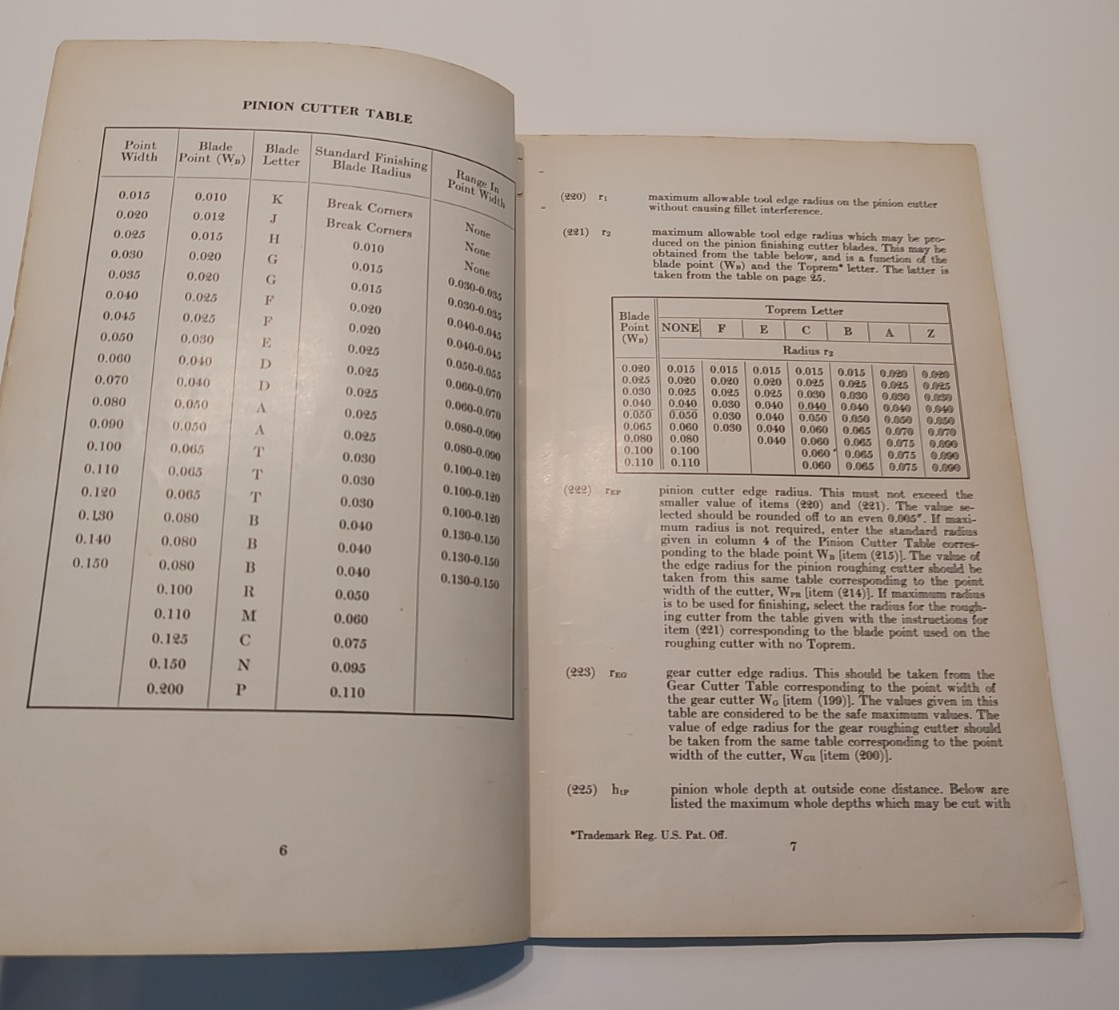 PINION CUTTER TABLE
Point Width | Blade Point (W_B) | Blade Letter | Standard Finishing Blade Radius | Range In Point Width
0.015 0.010 K Break Corners None
0.020 0.012 J Break Corners None
0.025 0.015 H 0.010 None
0.030 0.020 G 0.015 0.030-0.035
0.035 0.020 G 0.015 0.030-0.035
0.040 0.025 F 0.020 0.040-0.045
0.045 0.025 F 0.020 0.040-0.045
0.050 0.030 E 0.025 0.050-0.055
0.060 0.040 D 0.025 0.060-0.070
0.070 0.040 D 0.025 0.060-0.070
0.080 0.050 A 0.025 0.080-0.090
0.090 0.050 A 0.025 0.080-0.090
0.100 0.065 T 0.030 0.100-0.120
0.110 0.065 T 0.030 0.100-0.120
0.120 0.065 T 0.030 0.100-0.120
0.130 0.080 B 0.040 0.130-0.150
0.140 0.080 B 0.040 0.130-0.150
0.150 0.080 B 0.040 0.130-0.150
0.100 R 0.050
0.110 M 0.060
0.125 C 0.075
0.150 N 0.095
0.200 P 0.110
6
(220) r₁ maximum allowable tool edge radius on the pinion cutter
without causing fillet interference.
(221) r₂ maximum allowable tool edge radius which may be pro-
duced on the pinion finishing cutter blades. This may be
obtained from the table below, and is a function of the
blade point (W_B) and the Toprem* letter. The latter is
taken from the table on page 25.
Blade Point (W_B) | Toprem Letter
NONE F E C B A Z
Radius r₂
0.020 0.015 0.015 0.015 0.015 0.015 0.020 0.020
0.025 0.020 0.020 0.020 0.025 0.025 0.025 0.025
0.030 0.025 0.025 0.025 0.030 0.030 0.030 0.030
0.040 0.040 0.030 0.040 0.040 0.040 0.040 0.040
0.050 0.050 0.030 0.040 0.050 0.050 0.050 0.050
0.065 0.060 0.030 0.040 0.060 0.065 0.070 0.070
0.080 0.080 0.040 0.060 0.065 0.075 0.090
0.100 0.100 0.060 0.065 0.075 0.090
0.110 0.110 0.060 0.065 0.075 0.090
(222) r_EP pinion cutter edge radius. This must not exceed the
smaller value of items (220) and (221). The value se-
lected should be rounded off to an even 0.005". If maxi-
mum radius is not required, enter the standard radius
given in column 4 of the Pinion Cutter Table corres-
ponding to the blade point W_B [item (215)]. The value of
the edge radius for the pinion roughing cutter should be
taken from this same table corresponding to the point
width of the cutter, W_PR [item (214)]. If maximum radius
is to be used for finishing, select the radius for the rough-
ing cutter from the table given with the instructions for
item (221) corresponding to the blade point used on the
roughing cutter with no Toprem.
(223) r_EG gear cutter edge radius. This should be taken from the
Gear Cutter Table corresponding to the point width of
the gear cutter W_G [item (199)]. The values given in this
table are considered to be the safe maximum values. The
value of edge radius for the gear roughing cutter should
be taken from the same table corresponding to the point
width of the cutter, W_GR [item (200)].
(225) h_tP pinion whole depth at outside cone distance. Below are
listed the maximum whole depths which may be cut with
*Trademark Reg. U.S. Pat. Off.
7